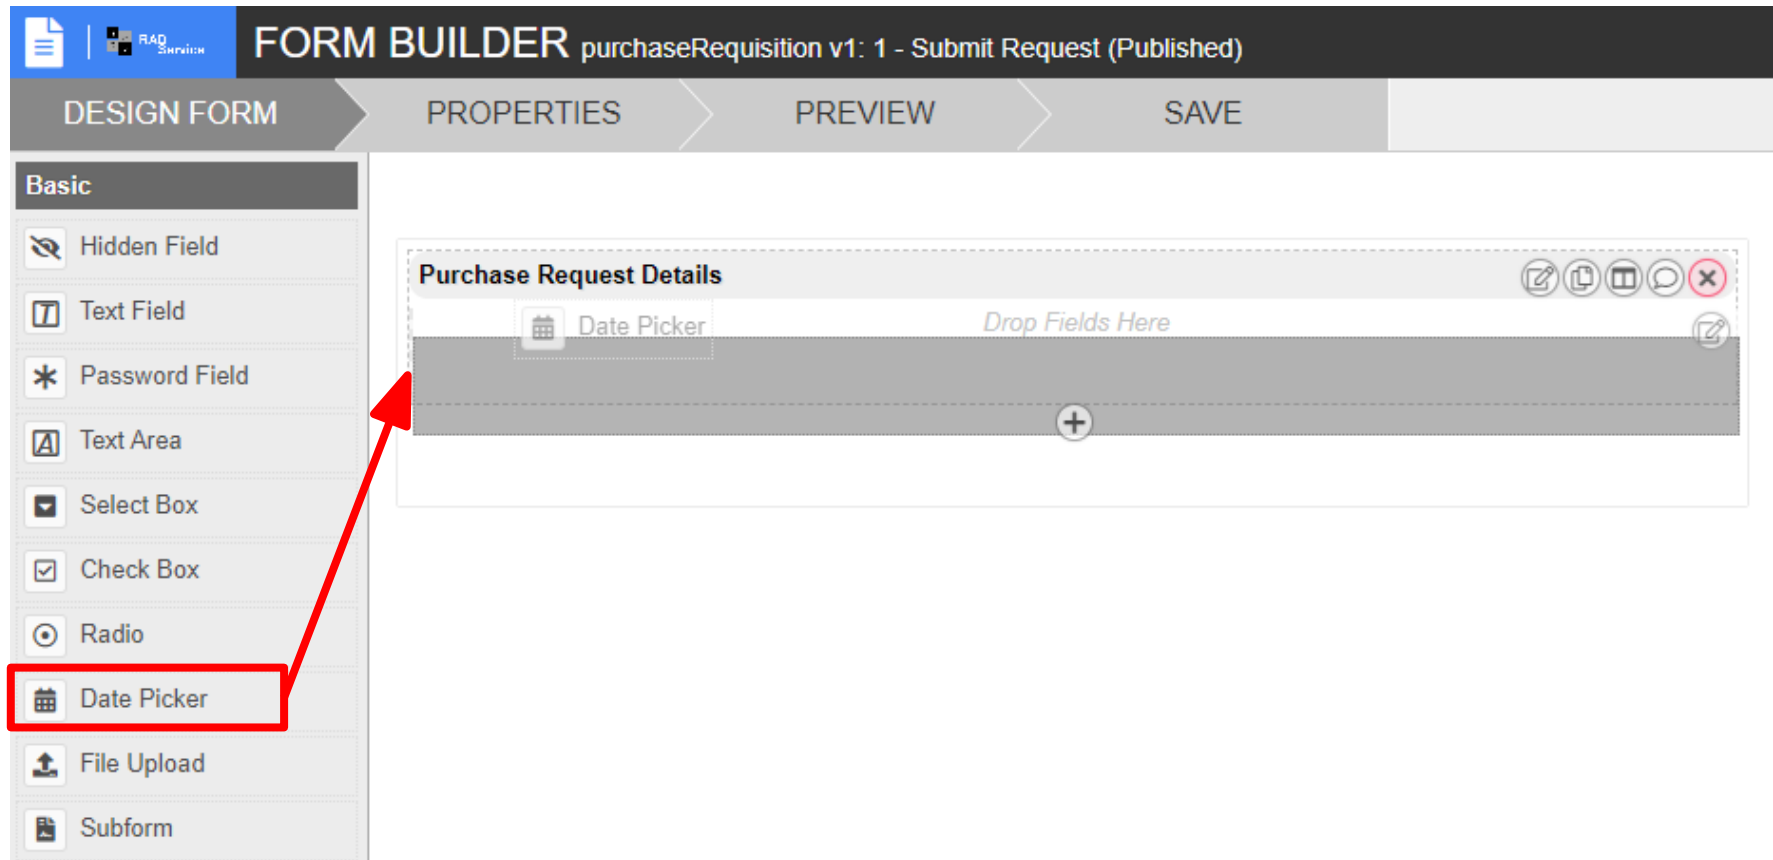 RAD
Service
FORM BUILDER purchaseRequisition v1: 1 - Submit Request (Published)
DESIGN FORM
PROPERTIES
PREVIEW
SAVE
Basic
Hidden Field
Text Field
Password Field
Text Area
Select Box
Check Box
Radio
Date Picker
File Upload
Subform
Purchase Request Details
Date Picker
Drop Fields Here